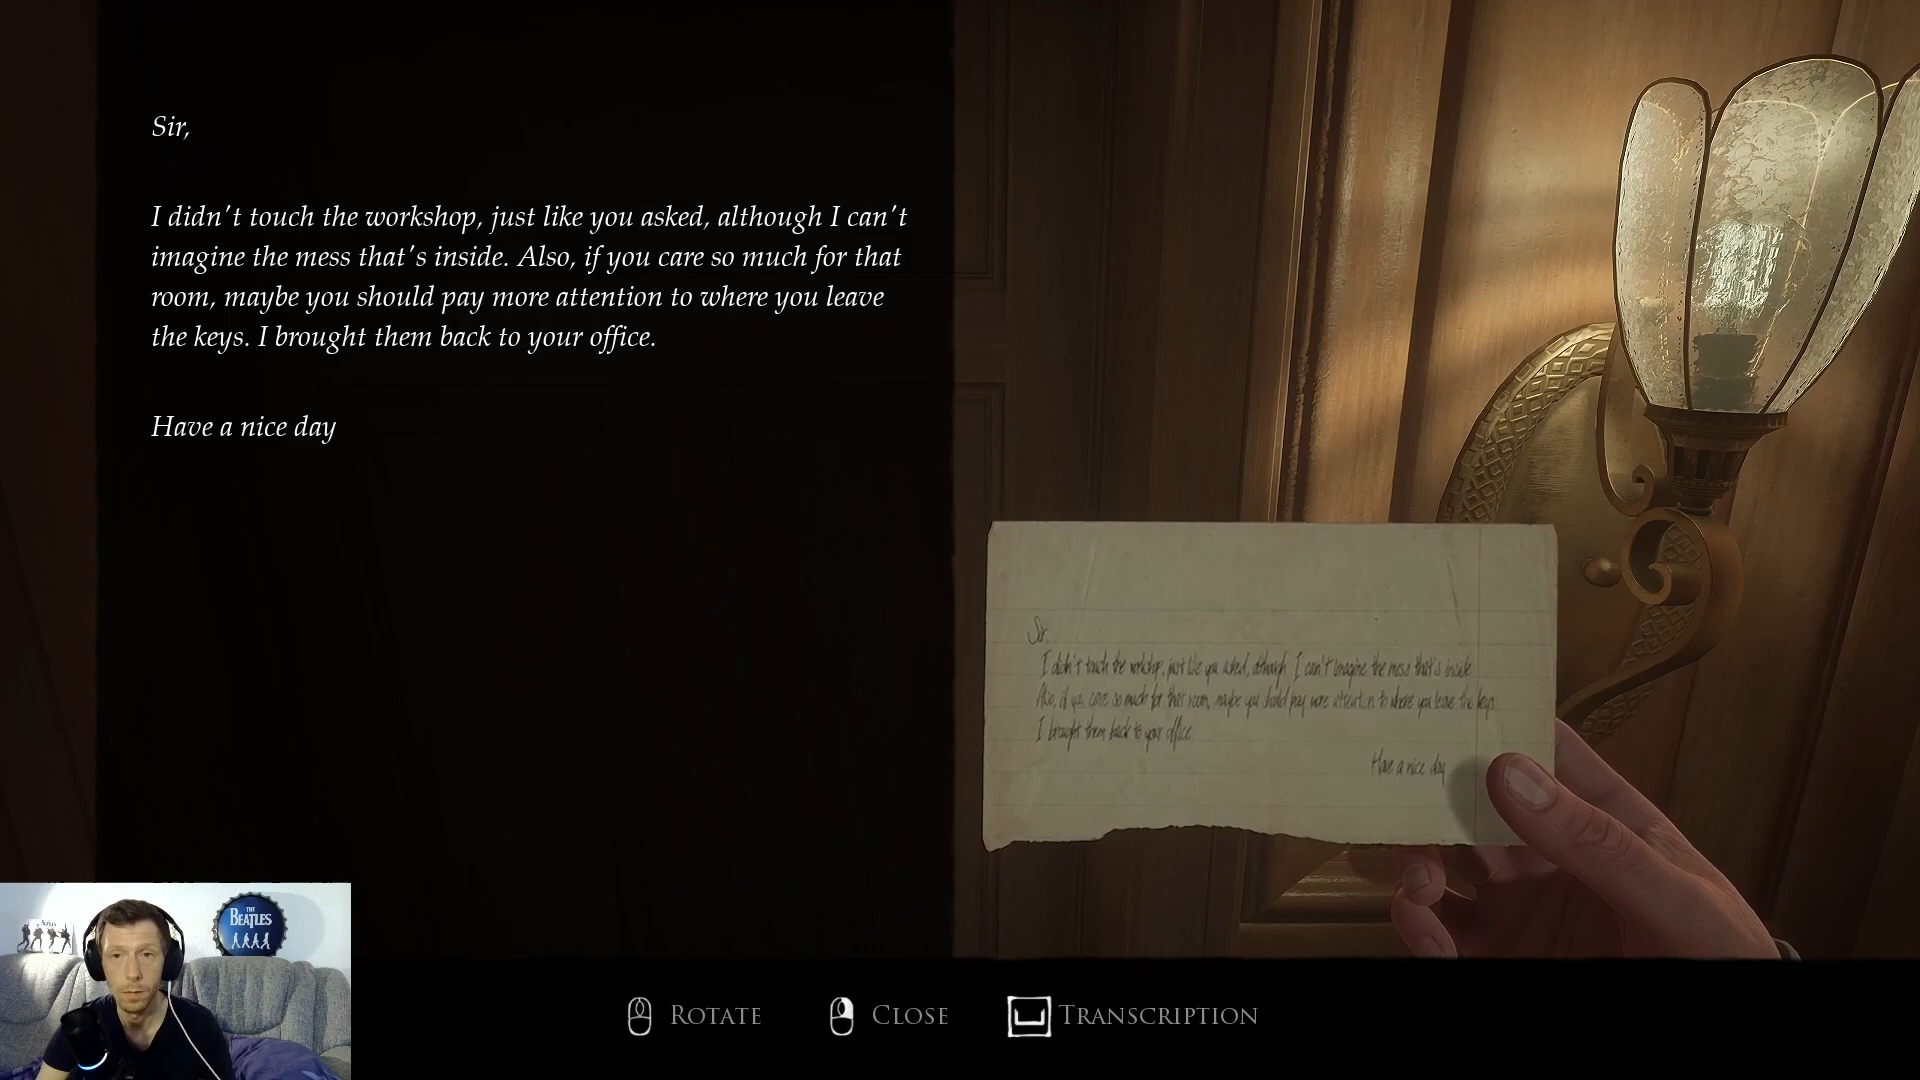 Sir,
I didn't touch the workshop, just like you asked, although I can't
imagine the mess that's inside. Also, if you care so much for that
room, maybe you should pay more attention to where you leave
the keys. I brought them back to your office.
Have a nice day
Sir,
I didn't touch the workshop, just like you asked, although I can't imagine the mess that's inside.
Also, if you care so much for that room, maybe you should pay more attention to where you leave the keys.
I brought them back to your office.
Have a nice day
THE
BEATLES
ROTATE
CLOSE
TRANSCRIPTION